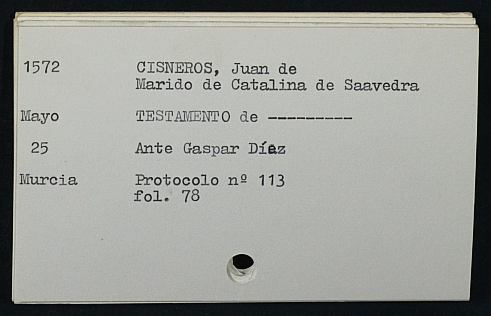 1572 CISNEROS, Juan de
Marido de Catalina de Saavedra
Mayo TESTAMENTO de ---------
25 Ante Gaspar Díaz
Murcia Protocolo nº 113
fol. 78